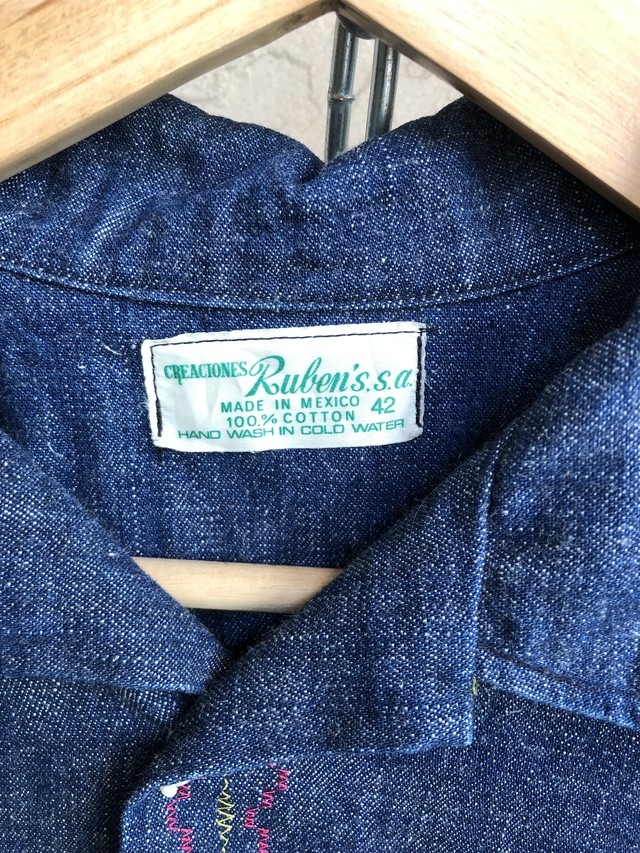 CREACIONES Ruben's.s.a.
MADE IN MEXICO
100.% COTTON 42
HAND WASH IN COLD WATER